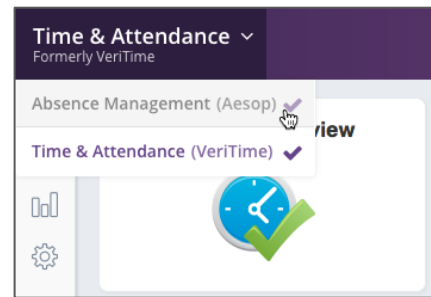 Time & Attendance
Formerly VeriTime
Absence Management (Aesop)
view
Time & Attendance (VeriTime)